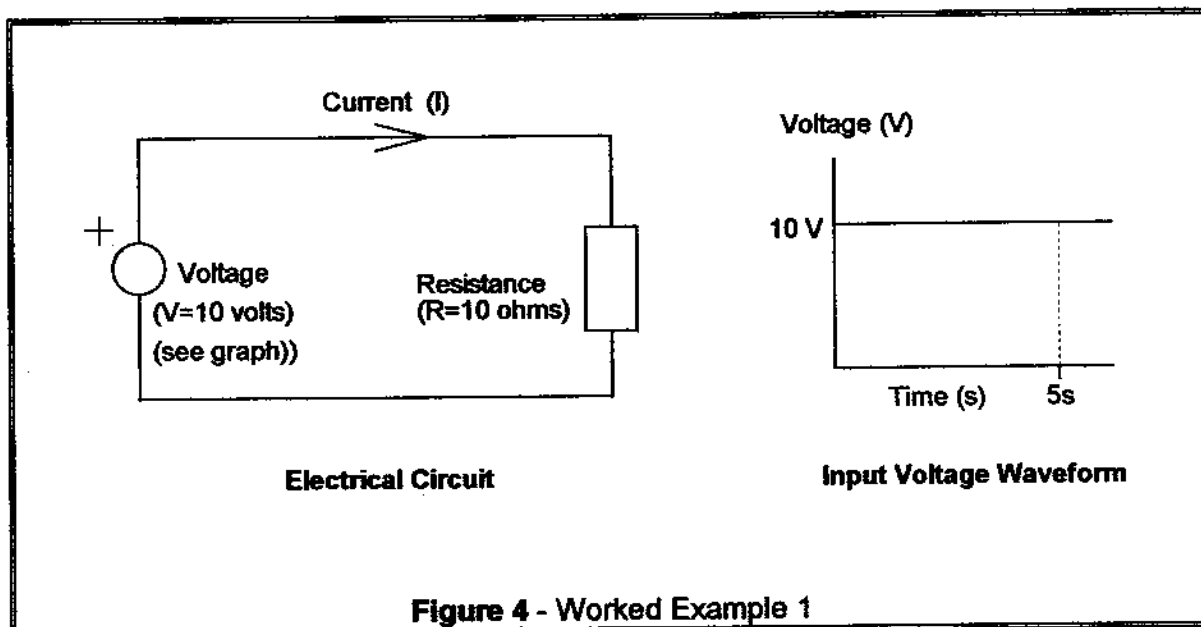 Current (I)
+
Voltage
(V=10 volts)
(see graph))
Resistance
(R=10 ohms)
Electrical Circuit
Voltage (V)
10 V
Time (s)
5s
Input Voltage Waveform
Figure 4 - Worked Example 1